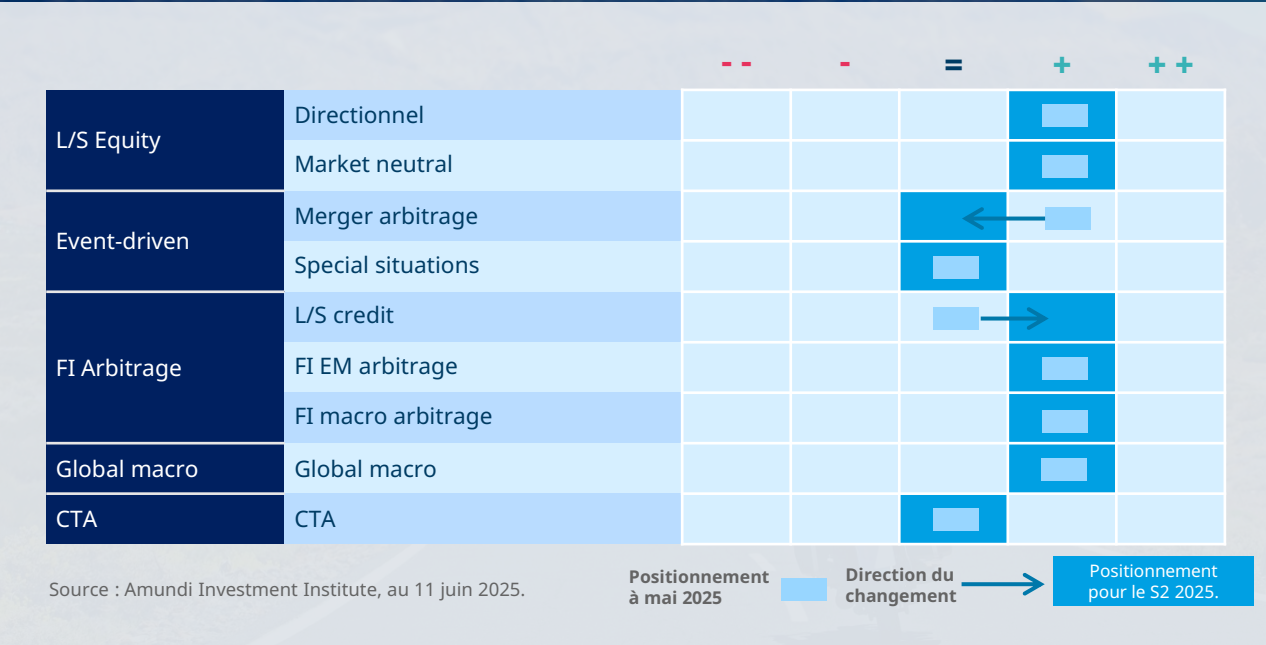 - - - = + + +
L/S Equity
Directionnel
Market neutral
Event-driven
Merger arbitrage
Special situations
FI Arbitrage
L/S credit
FI EM arbitrage
FI macro arbitrage
Global macro
Global macro
CTA
CTA
Source : Amundi Investment Institute, au 11 juin 2025.
Positionnement
à mai 2025
Direction du
changement
Positionnement
pour le S2 2025.